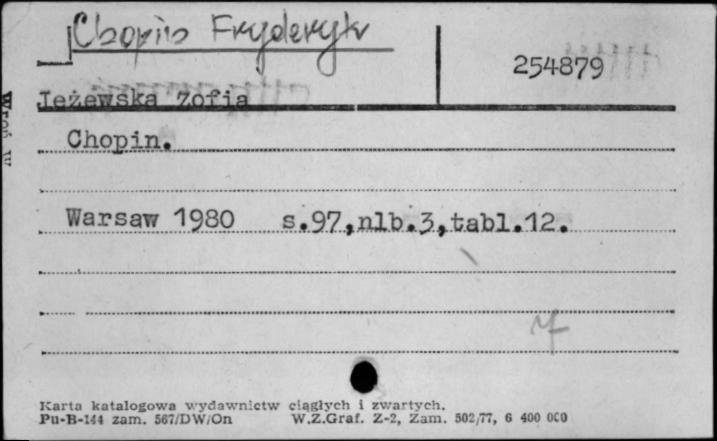 Chopin Fryderyk
254879
Jeżewska Zofia
Chopin.
Warsaw 1980 s.97,nlb.3,tabl.12.
Karta katalogowa wydawnictw ciągłych i zwartych.
Pu-B-144 zam. 567/DW/On W.Z.Graf. Z-2, Zam. 502/77, 6 400 000